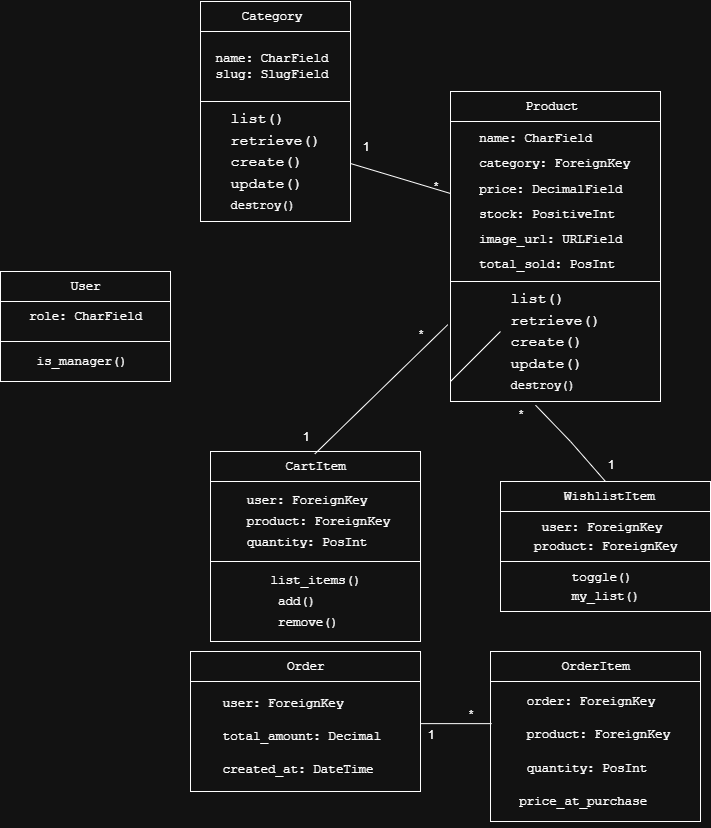 Category
name: CharField
slug: SlugField
list()
retrieve()
create()
update()
destroy()
1
*
Product
name: CharField
category: ForeignKey
price: DecimalField
stock: PositiveInt
image_url: URLField
total_sold: PosInt
list()
retrieve()
create()
update()
destroy()
User
role: CharField
is_manager()
*
1
*
1
CartItem
user: ForeignKey
product: ForeignKey
quantity: PosInt
list_items()
add()
remove()
WishlistItem
user: ForeignKey
product: ForeignKey
toggle()
my_list()
Order
user: ForeignKey
total_amount: Decimal
created_at: DateTime
1
*
OrderItem
order: ForeignKey
product: ForeignKey
quantity: PosInt
price_at_purchase